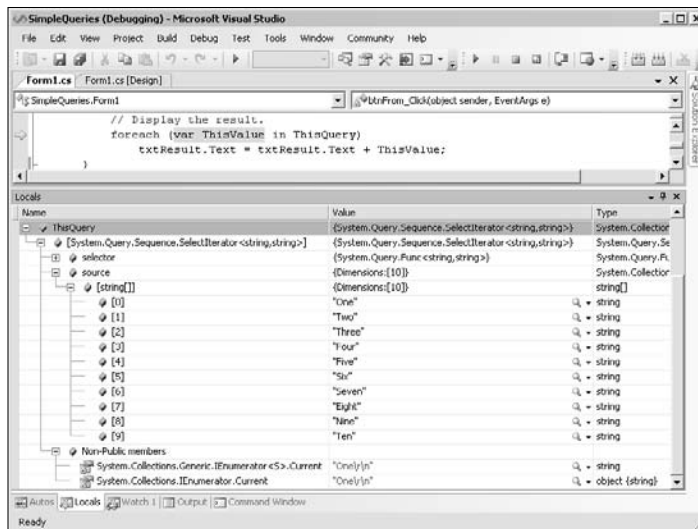 SimpleQueries (Debugging) - Microsoft Visual Studio
File Edit View Project Build Debug Test Tools Window Community Help
Form1.cs Form1.cs [Design]
SimpleQueries.Form1 btnFrom_Click(object sender, EventArgs e)
// Display the result.
foreach (var ThisValue in ThisQuery)
txtResult.Text = txtResult.Text + ThisValue;
}
Solution Explorer
Locals
Name Value Type
ThisQuery {System.Query.Sequence.SelectIterator<string,string>} System.Collection
[System.Query.Sequence.SelectIterator<string,string>] {System.Query.Sequence.SelectIterator<string,string>} System.Query.Se
selector {System.Query.Func<string,string>} System.Query.Fu
source {Dimensions:[10]} System.Collection
[string[]] {Dimensions:[10]} string[]
[0] "One" string
[1] "Two" string
[2] "Three" string
[3] "Four" string
[4] "Five" string
[5] "Six" string
[6] "Seven" string
[7] "Eight" string
[8] "Nine" string
[9] "Ten" string
Non-Public members
System.Collections.Generic.IEnumerator<S>.Current "One\r\n" string
System.Collections.IEnumerator.Current "One\r\n" object {string}
Autos Locals Watch 1 Output Command Window
Ready